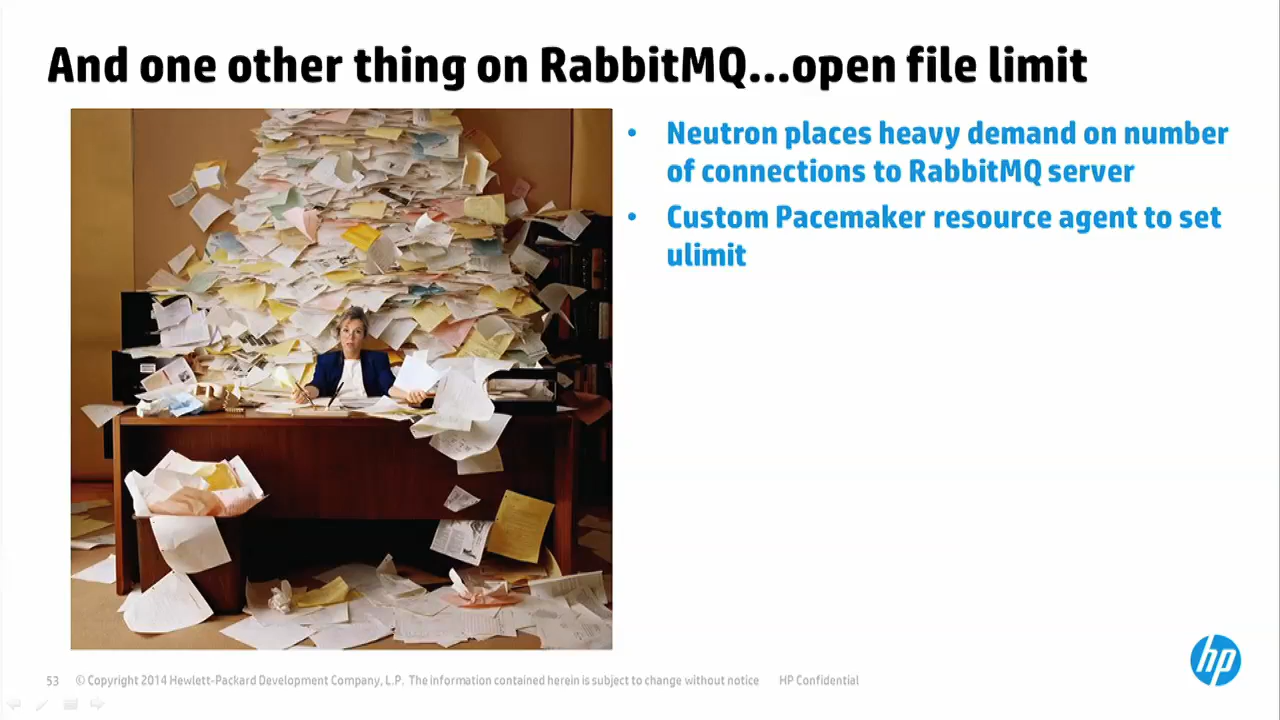 And one other thing on RabbitMQ...open file limit
• Neutron places heavy demand on number
of connections to RabbitMQ server
• Custom Pacemaker resource agent to set
ulimit
hp
53 © Copyright 2014 Hewlett-Packard Development Company, L.P. The information contained herein is subject to change without notice HP Confidential